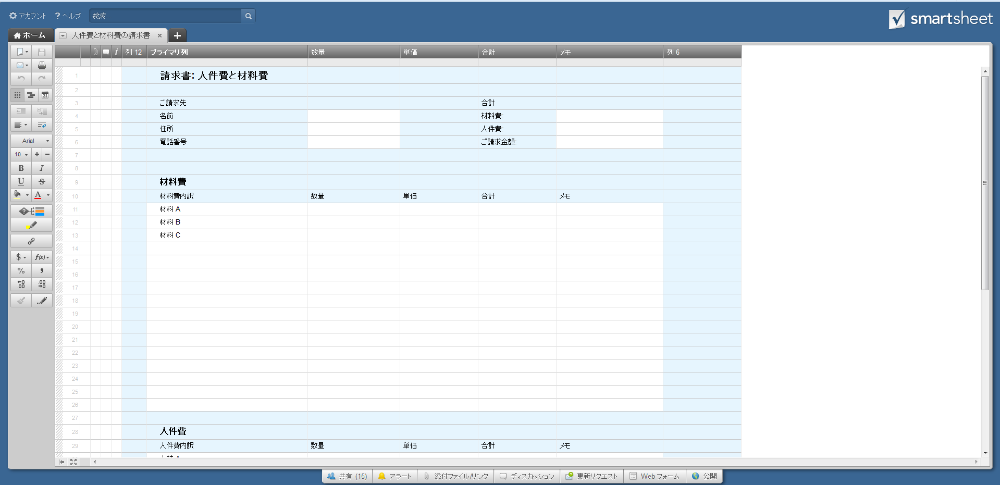 アカウント ? ヘルプ 検索... smartsheet
ホーム 人件費と材料費の請求書 × +
i 列 12 プライマリ列 数量 単価 合計 メモ 列 6
1 請求書: 人件費と材料費
2
31
3 ご請求先 合計
4 名前 材料費:
5 住所 人件費:
Arial
6 電話番号 ご請求金額:
10 + −
7
B I
8
U S
9 材料費
A
10 材料費内訳 数量 単価 合計 メモ
11 材料 A
12 材料 B
13 材料 C
14
$ f(x)
15
% ,
16
←.0 .00 .00 →.0
17
18
19
20
21
22
23
24
25
26
27
28 人件費
29 人件費内訳 数量 単価 合計 メモ
共有 (15) アラート 添付ファイル/リンク ディスカッション 更新リクエスト Web フォーム 公開